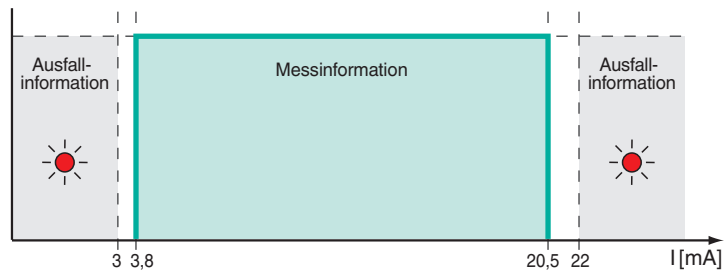 Ausfall-
information
Messinformation
Ausfall-
information
3 3,8 20,5 22 I [mA]